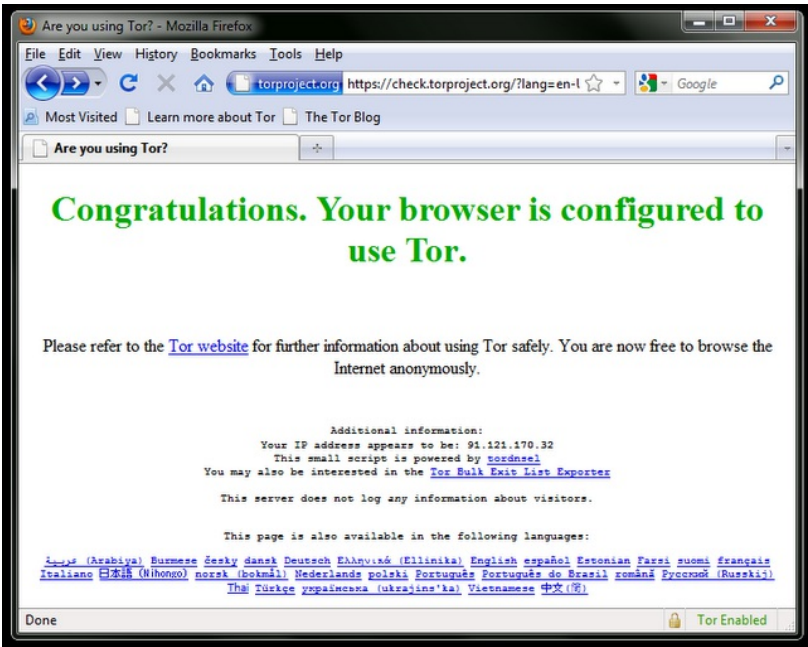 Are you using Tor? - Mozilla Firefox
File Edit View History Bookmarks Tools Help
torproject.org https://check.torproject.org/?lang=en-U Google
Most Visited Learn more about Tor The Tor Blog
Are you using Tor?
Congratulations. Your browser is configured to
use Tor.
Please refer to the Tor website for further information about using Tor safely. You are now free to browse the
Internet anonymously.
Additional information:
Your IP address appears to be: 91.121.170.32
This small script is powered by tordnsel
You may also be interested in the Tor Bulk Exit List Exporter
This server does not log any information about visitors.
This page is also available in the following languages:
عربية (Arabiya) Burmese česky dansk Deutsch Ελληνικά (Ellinika) English español Estonian Farsi suomi français
Italiano 日本語 (Nihongo) norsk (bokmål) Nederlands polski Português Português do Brasil română Русский (Russkij)
Thai Türkçe українська (ukrajins'ka) Vietnamese 中文(简)
Done Tor Enabled